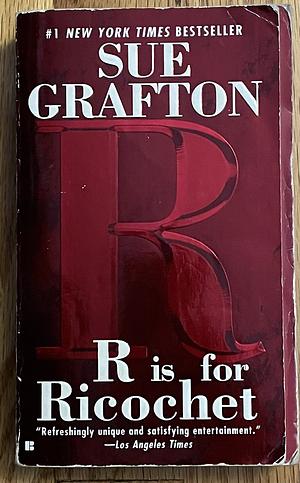 #1 NEW YORK TIMES BESTSELLER
SUE
GRAFTON
R
R is for
Ricochet
"Refreshingly unique and satisfying entertainment."
—Los Angeles Times
B